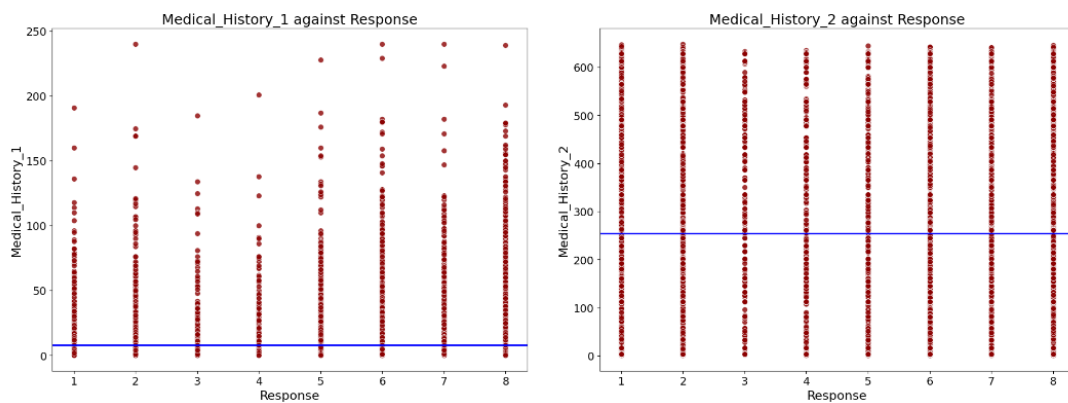 Medical_History_1 against Response
Medical_History_1
250
200
150
100
50
0
1 2 3 4 5 6 7 8
Response
Medical_History_2 against Response
Medical_History_2
600
500
400
300
200
100
0
1 2 3 4 5 6 7 8
Response